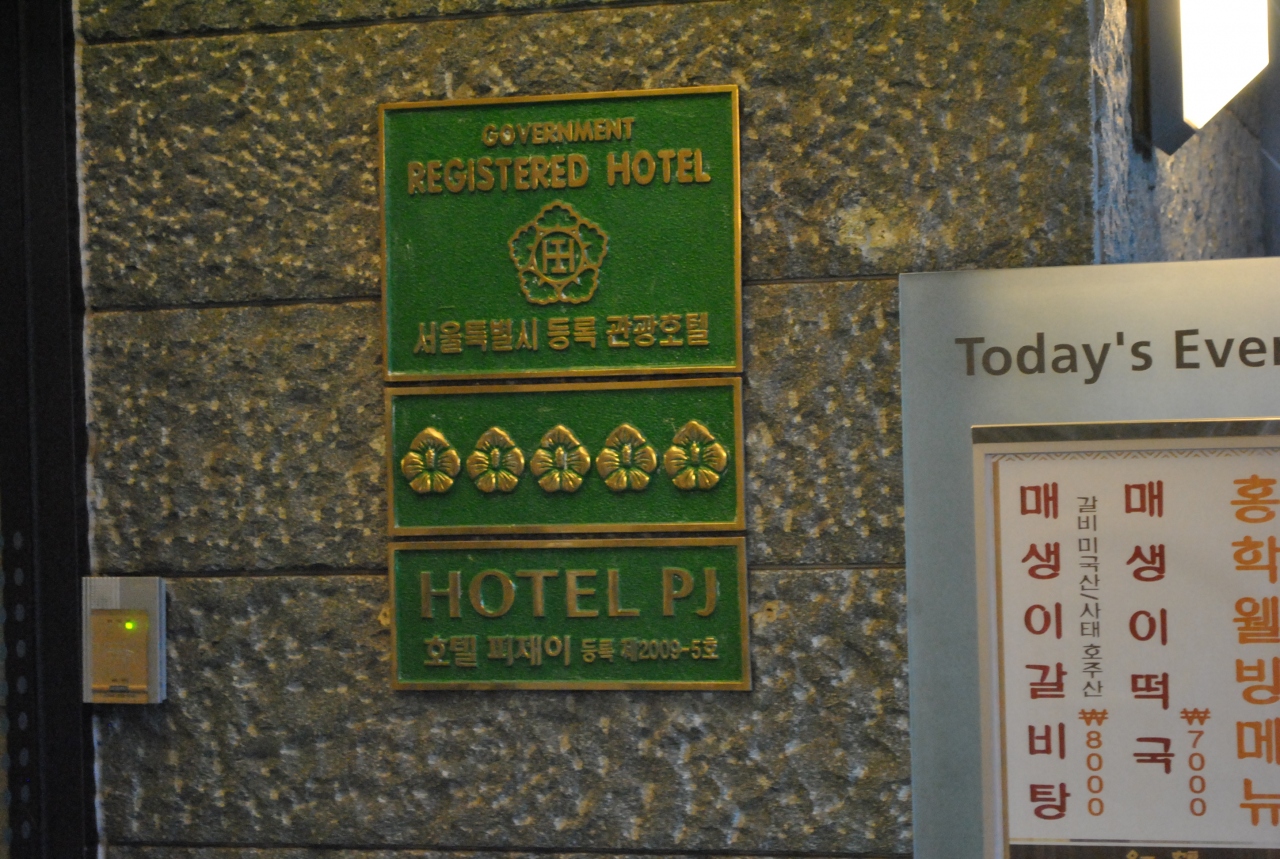 GOVERNMENT
REGISTERED HOTEL
서울특별시 등록 관광호텔
HOTEL PJ
호텔 피제이 등록 제2009-5호
Today's Even
매생이갈비탕
갈비미국산/사태호주산
₩8000
매생이떡국
₩7000
홍학웰빙메뉴